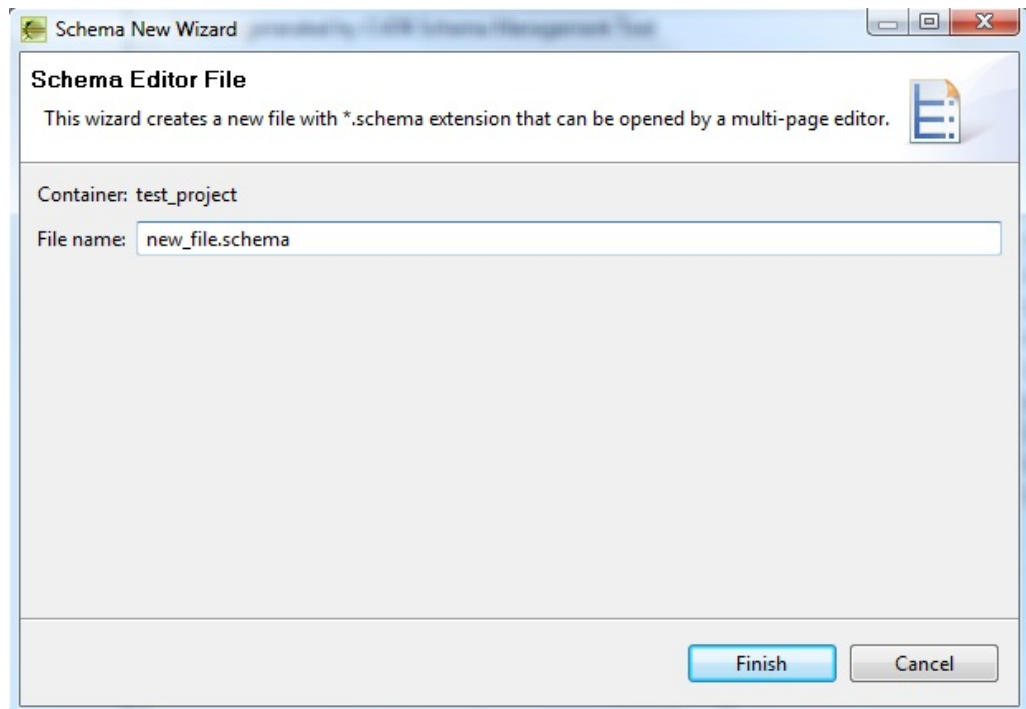 Schema New Wizard
Schema Editor File
This wizard creates a new file with *.schema extension that can be opened by a multi-page editor.
Container: test_project
File name: new_file.schema
Finish Cancel